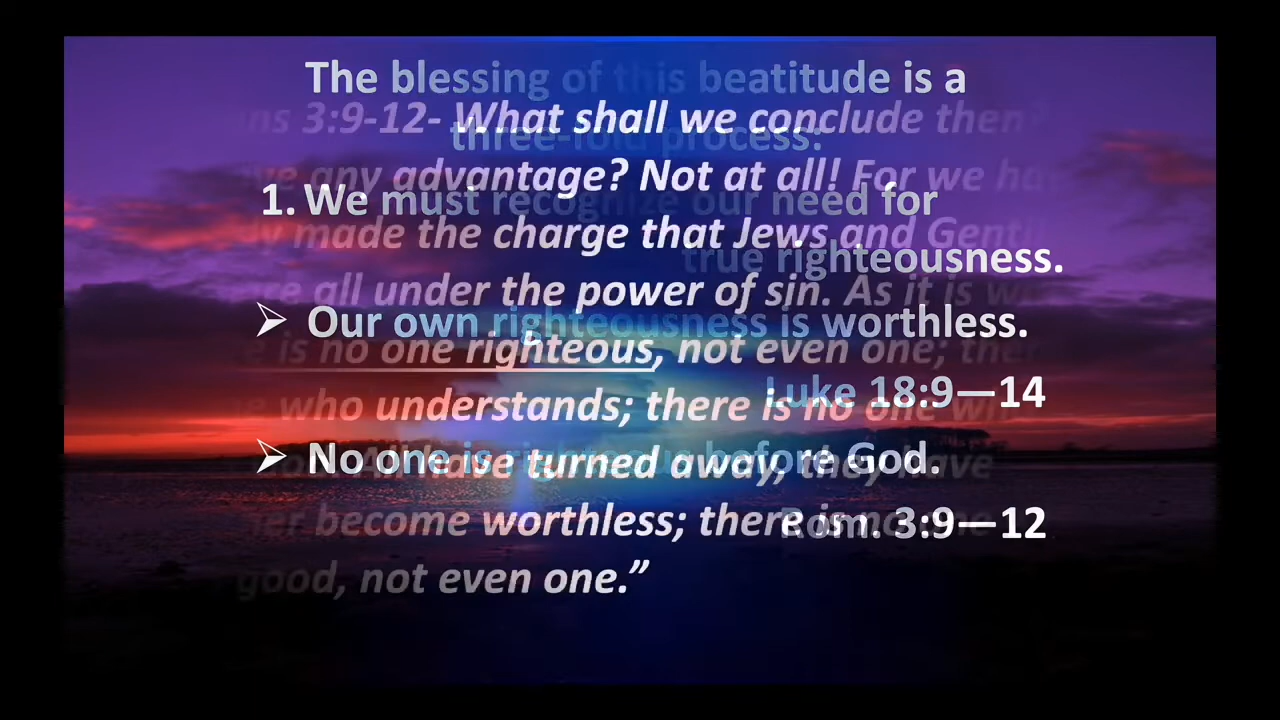 The blessing of this beatitude is a
three-fold process:
1. We must recognize our need for
true righteousness.
➢ Our own righteousness is worthless.
Luke 18:9—14
➢ No one is righteous before God.
Rom. 3:9—12
3:9-12- What shall we conclude then?
any advantage? Not at all! For we
made the charge that Jews and
all under the power of sin. As it is
is no one righteous, not even one;
who understands; there is no one
have turned away, they have
become worthless; there is no
good, not even one.”